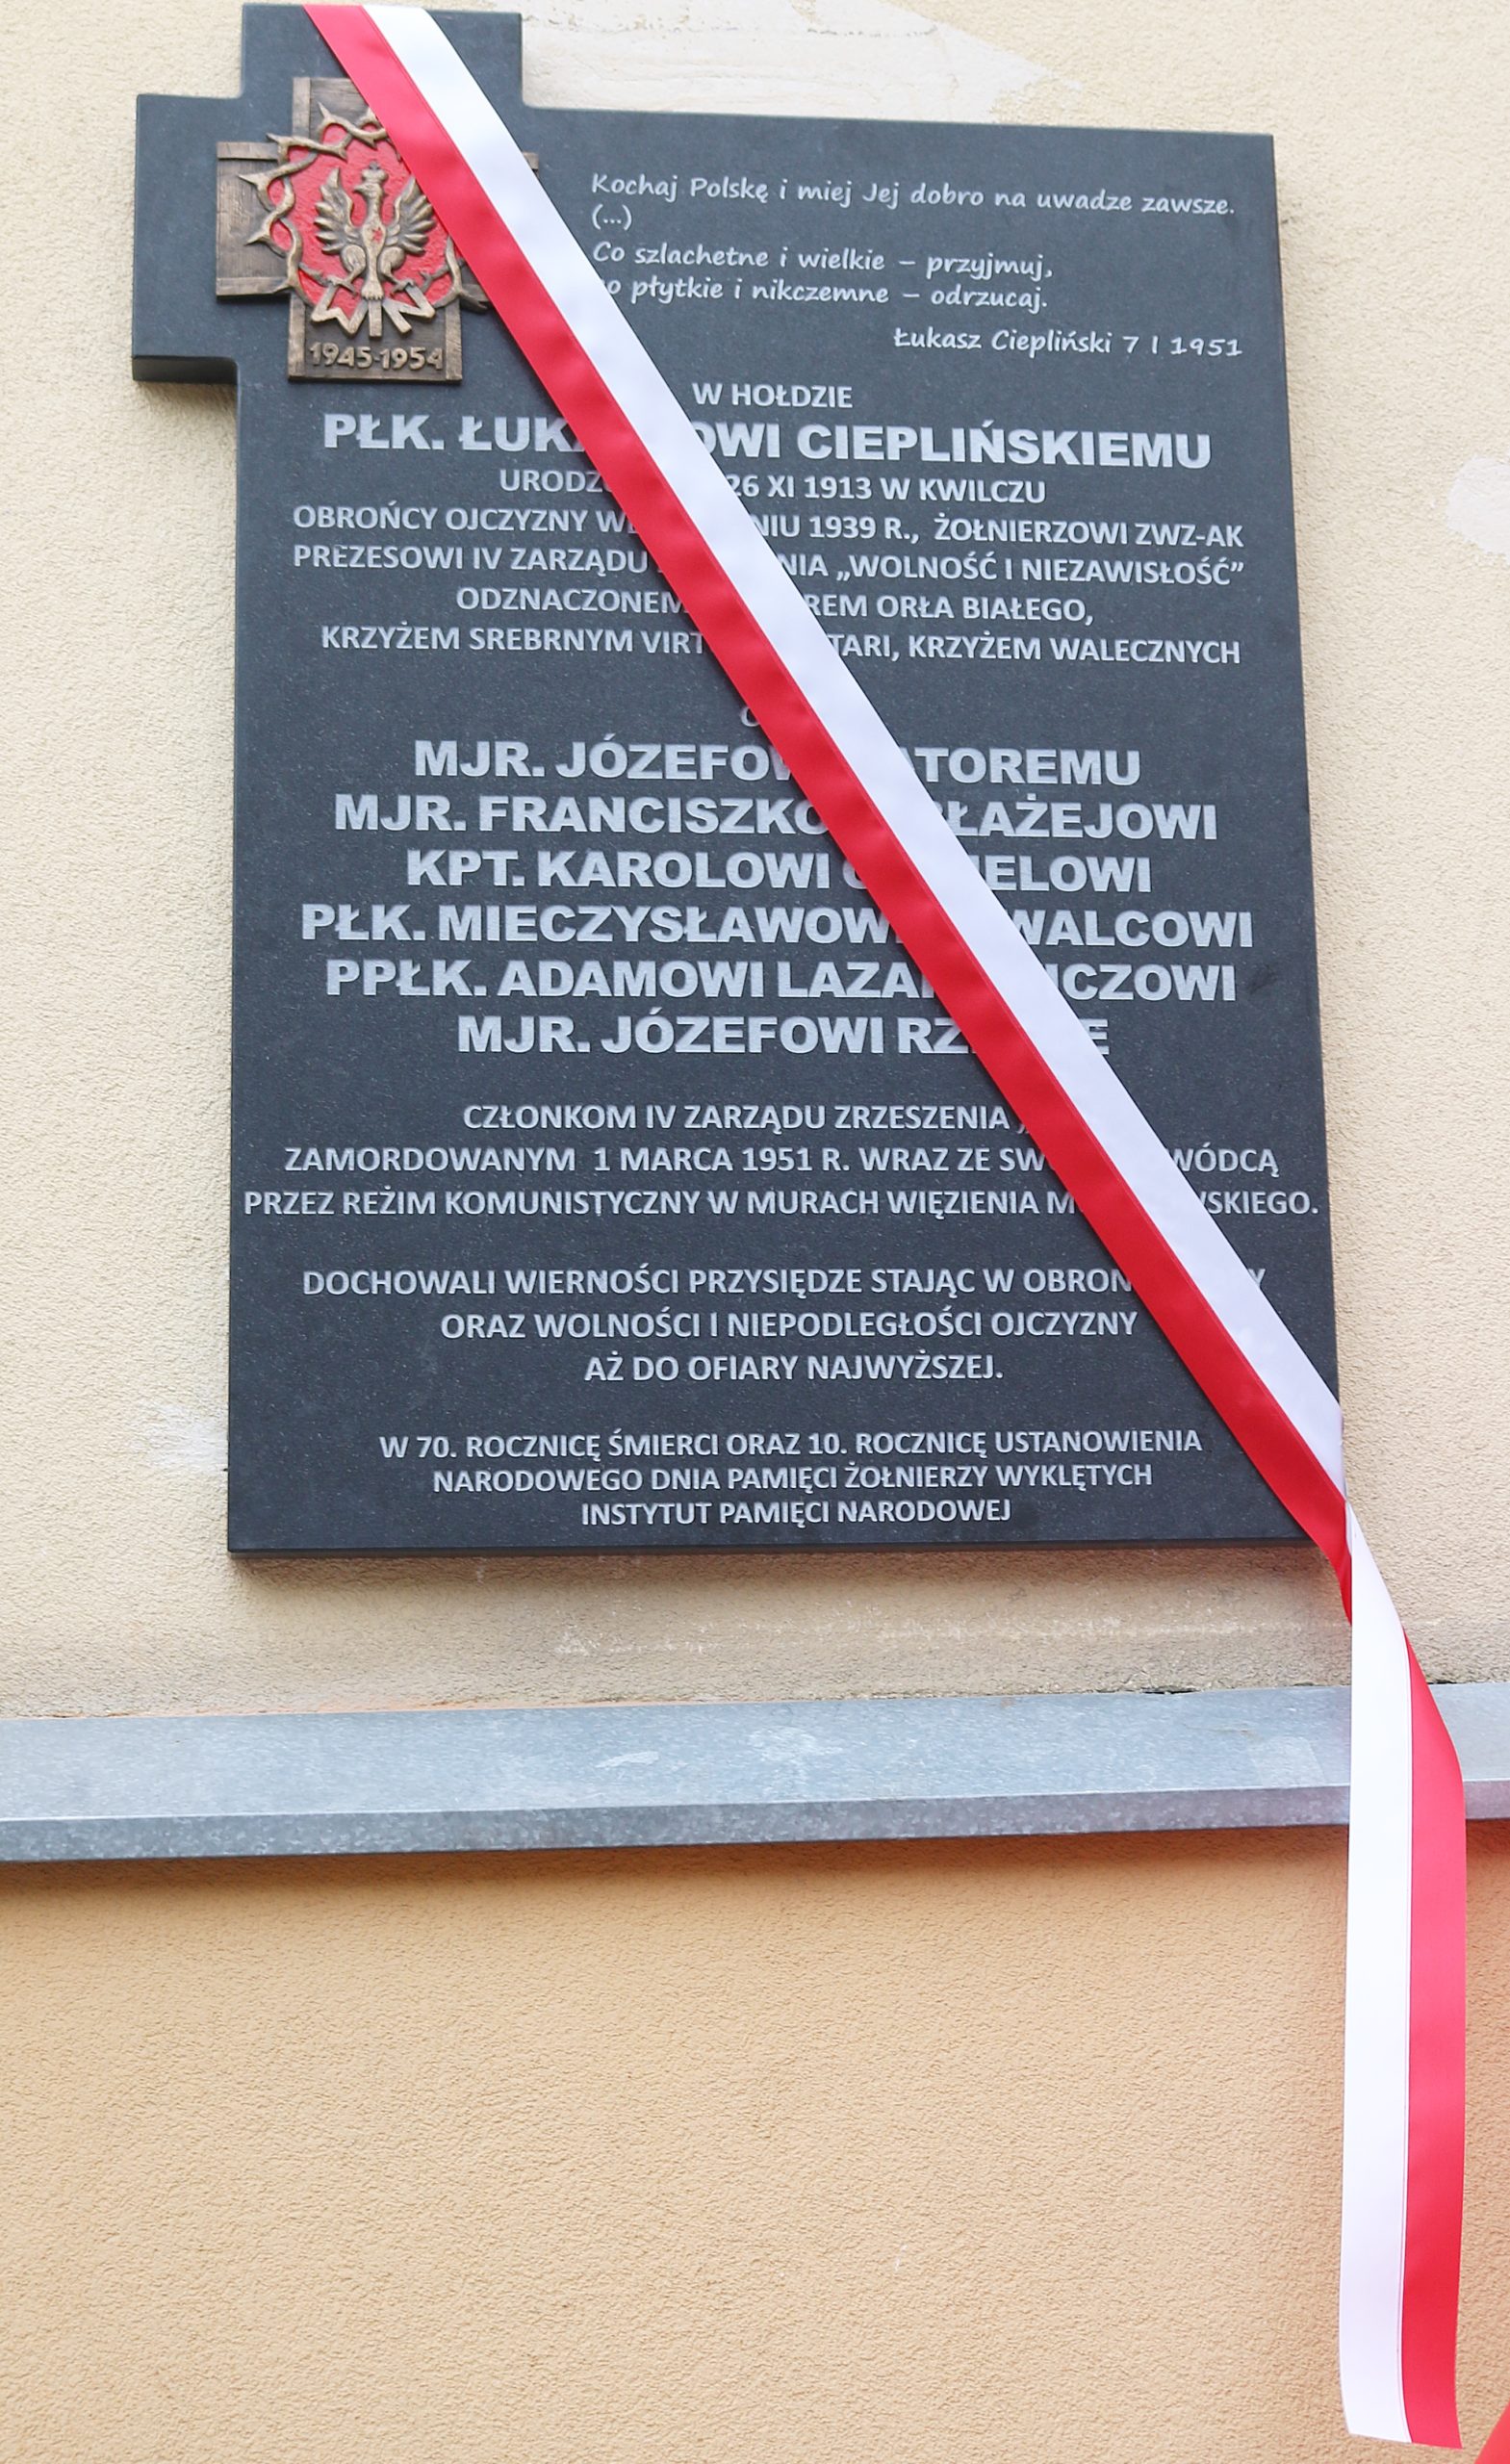 WiN
1945-1954
Kochaj Polskę i miej Jej dobro na uwadze zawsze.
(...)
Co szlachetne i wielkie – przyjmuj,
płytkie i nikczemne – odrzucaj.
Łukasz Ciepliński 7 I 1951
W HOŁDZIE
PŁK. CIEPLIŃSKIEMU
26 XI 1913 W KWILCZU
OBROŃCY OJCZYZNY 1939 R., ŻOŁNIERZOWI ZWZ-AK
PREZESOWI IV ZARZĄDU „WOLNOŚĆ I NIEZAWISŁOŚĆ”
ORŁA BIAŁEGO,
KRZYŻEM SREBRNYM KRZYŻEM WALECZNYCH
MJR.
MJR.
KPT. KAROLOWI
PŁK. MIECZYSŁAWOWI
PPŁK. ADAMOWI
MJR. JÓZEFOWI
CZŁONKOM IV ZARZĄDU ZRZESZENIA
ZAMORDOWANYM 1 MARCA 1951 R. WRAZ ZE
PRZEZ REŻIM KOMUNISTYCZNY W MURACH WIĘZIENIA
DOCHOWALI WIERNOŚCI PRZYSIĘDZE STAJĄC W
ORAZ WOLNOŚCI I NIEPODLEGŁOŚCI OJCZYZNY
AŻ DO OFIARY NAJWYŻSZEJ.
W 70. ROCZNICĘ ŚMIERCI ORAZ 10. ROCZNICĘ USTANOWIENIA
NARODOWEGO DNIA PAMIĘCI ŻOŁNIERZY WYKLĘTYCH
INSTYTUT PAMIĘCI NARODOWEJ